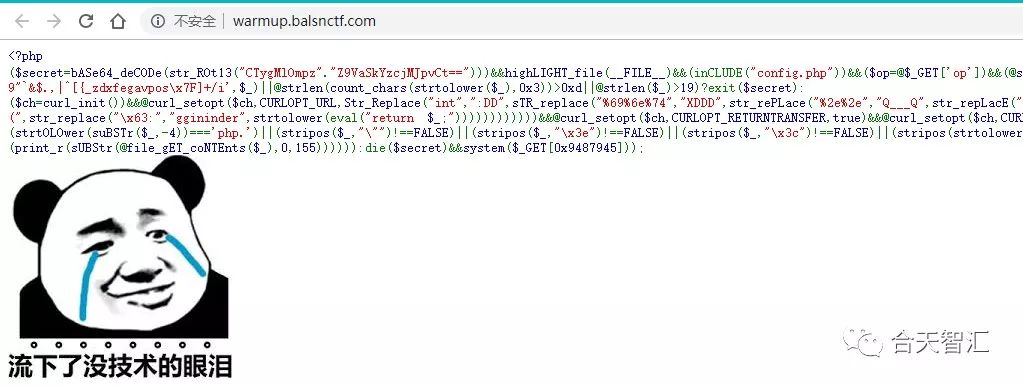 不安全 | warmup.balsnctf.com
<?php
($secret=bASe64_deCODe(str_ROt13("CTygMlOmpz"."Z9VaSkYzcjMJpvCt==")))&&highLIGHT_file(__FILE__)&&(inCLUDE("config.php"))&&($op=@$_GET['op'])&&(@s
9"`&$.,|^[{_zdxfegavpos\x7F]+/i',$_)||@strlen(count_chars(strtolower($_),0x3))>0xd||@strlen($_)>19)?exit($secret):
($ch=curl_init())&&@curl_setopt($ch,CURLOPT_URL,Str_Replace("int",":DD",sTR_replace("%69%6e%74","XDDD",str_rePLace("%2e%2e","Q___Q",str_repLacE("
(",str_replace("\x63:","ggininder",strtolower(eval("return $_;"))))))))))))&&@curl_setopt($ch,CURLOPT_RETURNTRANSFER,true)&&@curl_setopt($ch,CURL
(strtOLOwer(suBSTr($_,-4))==='php.')||(stripos($_,"\"")!==FALSE)||(stripos($_,"\x3e")!==FALSE)||(stripos($_,"\x3c")!==FALSE)||(stripos(strtolower
(print_r(sUBStr(@file_gET_coNTEnts($_),0,155)))))):die($secret)&&system($_GET[0x9487945]));
流下了没技术的眼泪
合天智汇